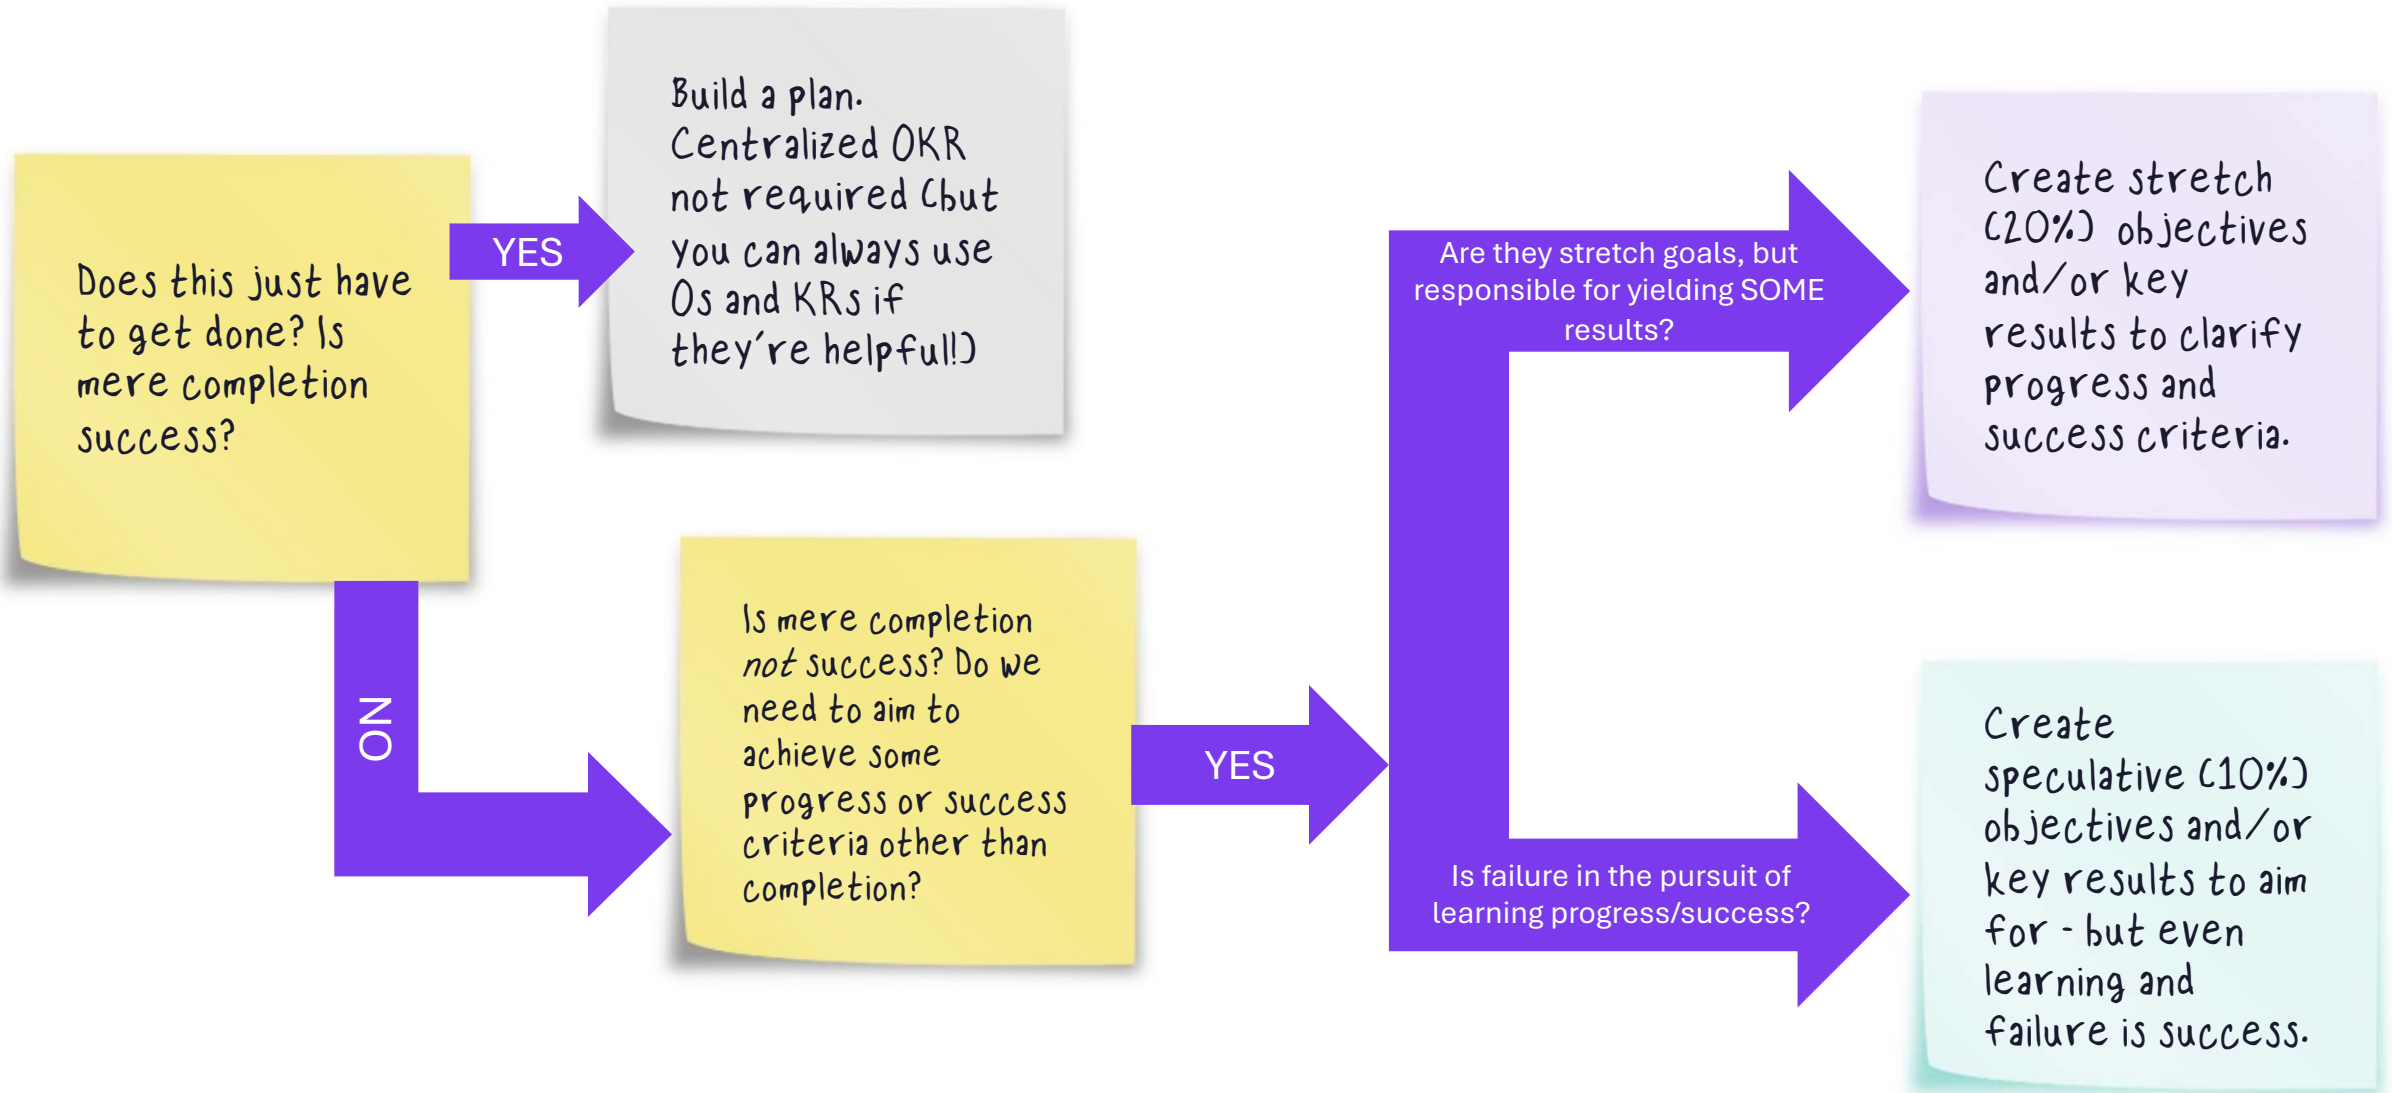 Does this just have
to get done? Is
mere completion
success?
YES
Build a plan.
Centralized OKR
not required (but
you can always use
Os and KRs if
they're helpful!)
NO
Is mere completion
not success? Do we
need to aim to
achieve some
progress or success
criteria other than
completion?
YES
Are they stretch goals, but
responsible for yielding SOME
results?
Create stretch
(20%) objectives
and/or key
results to clarify
progress and
success criteria.
Is failure in the pursuit of
learning progress/success?
Create
speculative (10%)
objectives and/or
key results to aim
for - but even
learning and
failure is success.